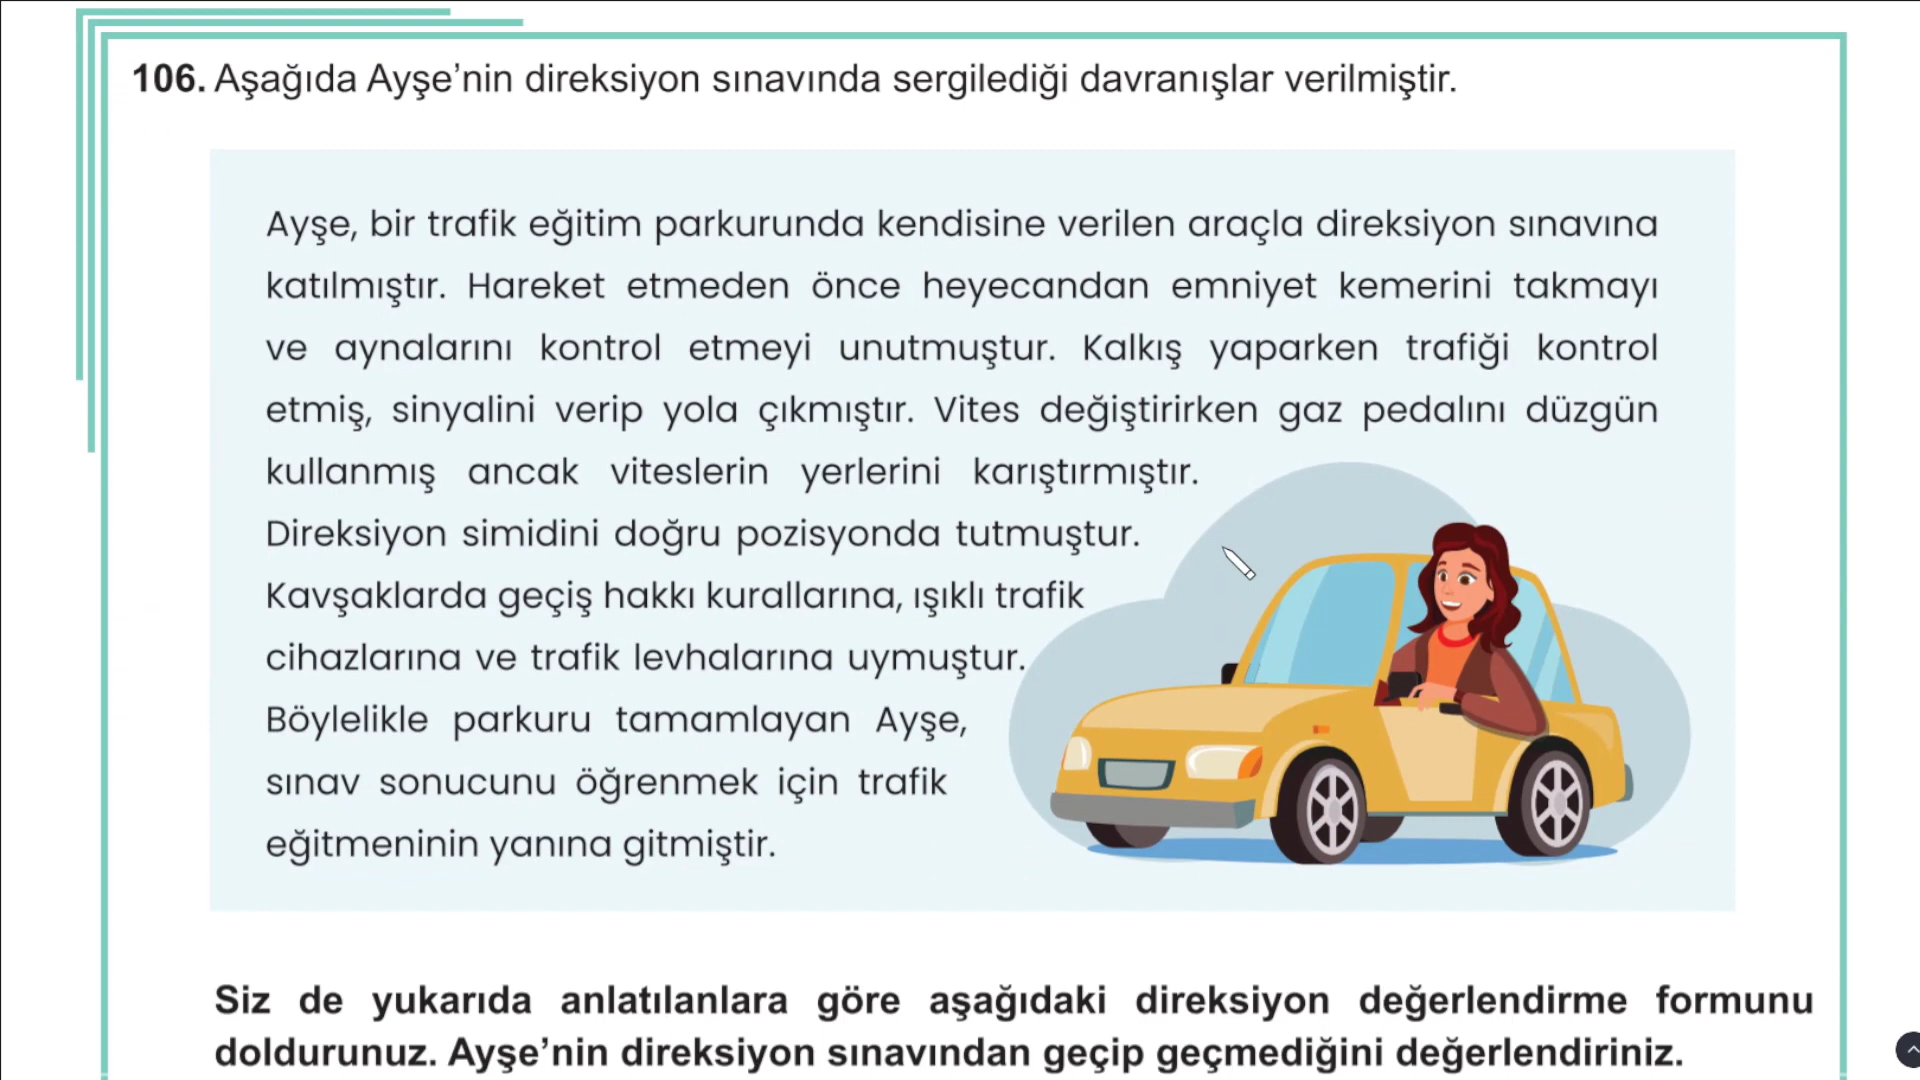 106. Aşağıda Ayşe’nin direksiyon sınavında sergilediği davranışlar verilmiştir.
Ayşe, bir trafik eğitim parkurunda kendisine verilen araçla direksiyon sınavına
katılmıştır. Hareket etmeden önce heyecandan emniyet kemerini takmayı
ve aynalarını kontrol etmeyi unutmuştur. Kalkış yaparken trafiği kontrol
etmiş, sinyalini verip yola çıkmıştır. Vites değiştirirken gaz pedalını düzgün
kullanmış ancak viteslerin yerlerini karıştırmıştır.
Direksiyon simidini doğru pozisyonda tutmuştur.
Kavşaklarda geçiş hakkı kurallarına, ışıklı trafik
cihazlarına ve trafik levhalarına uymuştur.
Böylelikle parkuru tamamlayan Ayşe,
sınav sonucunu öğrenmek için trafik
eğitmeninin yanına gitmiştir.
Siz de yukarıda anlatılanlara göre aşağıdaki direksiyon değerlendirme formunu
doldurunuz. Ayşe’nin direksiyon sınavından geçip geçmediğini değerlendiriniz.